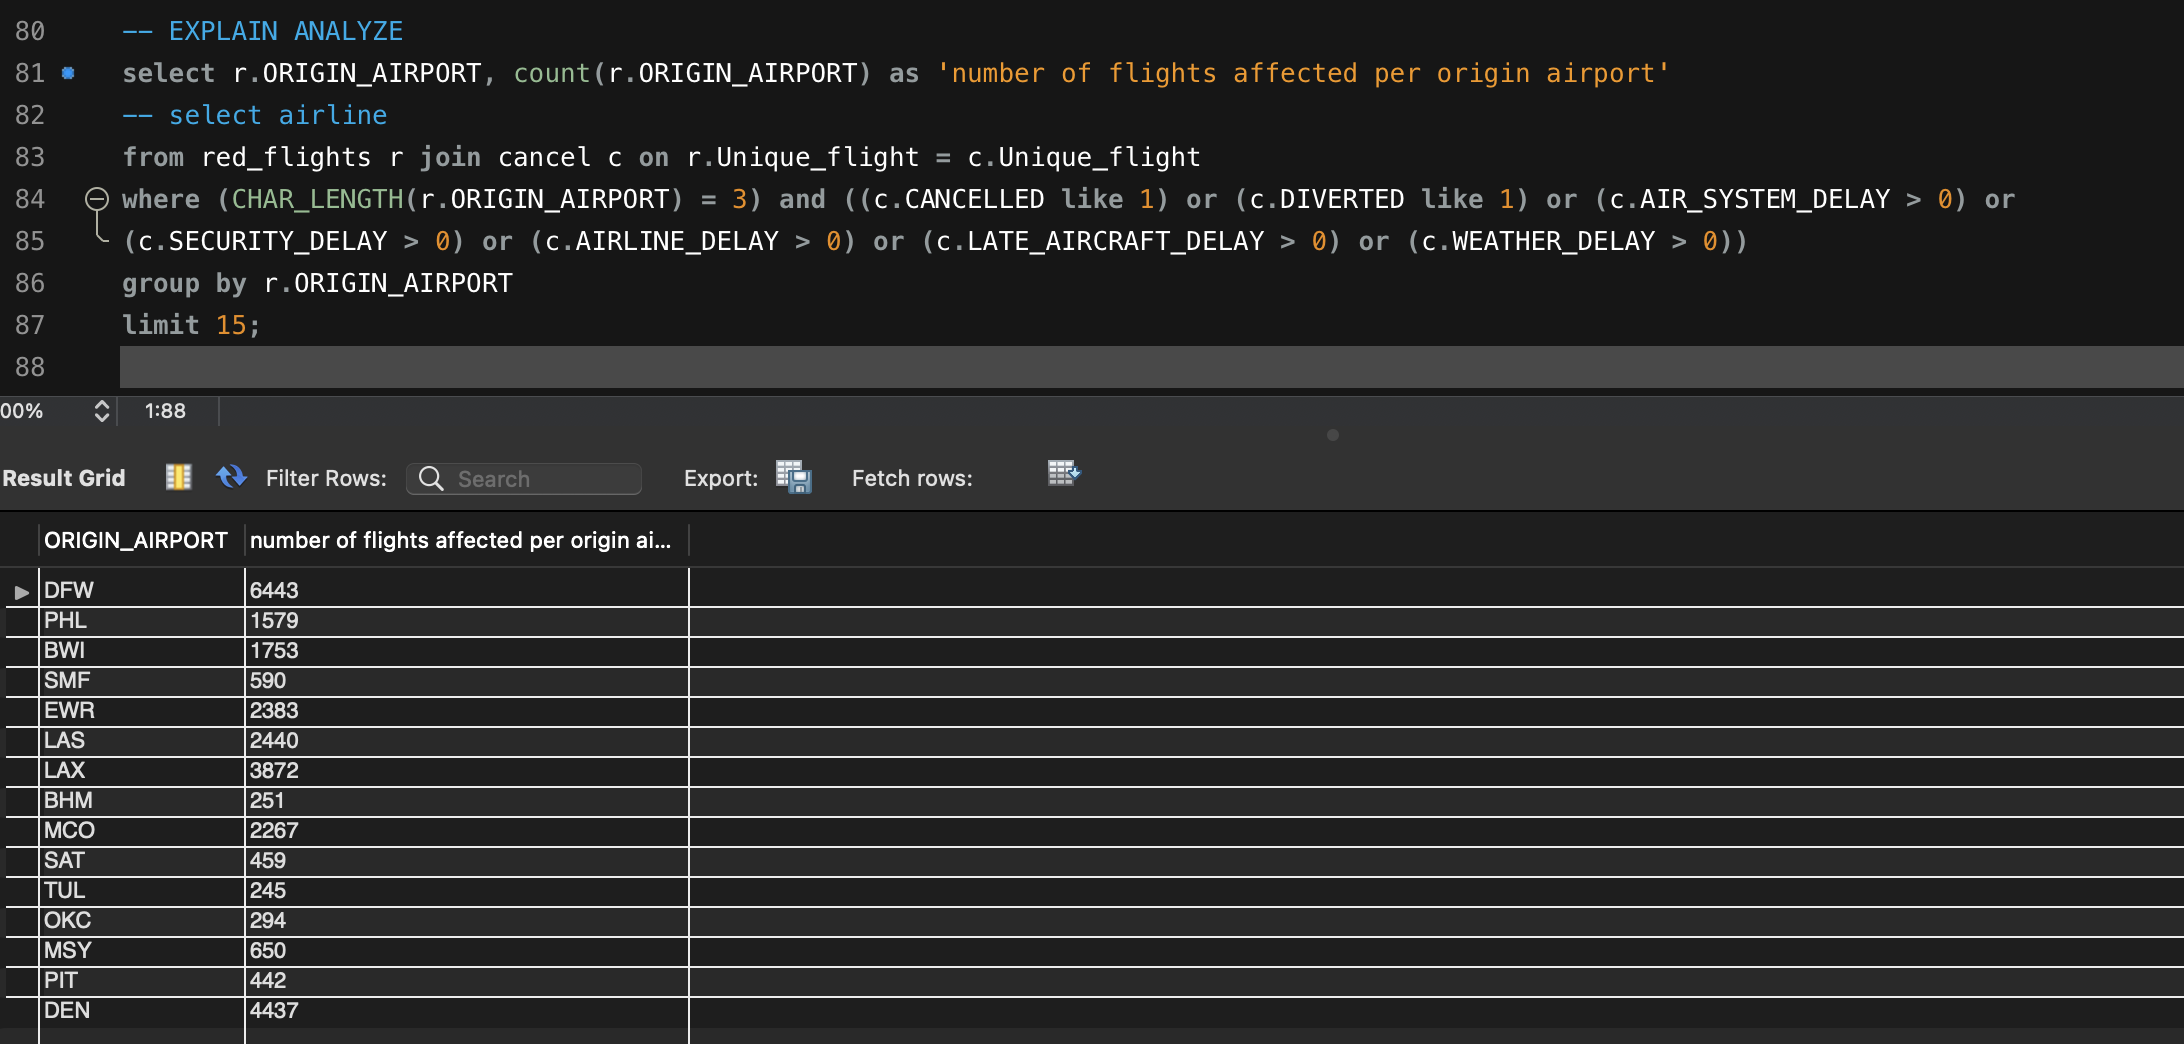 80 -- EXPLAIN ANALYZE
81 select r.ORIGIN_AIRPORT, count(r.ORIGIN_AIRPORT) as 'number of flights affected per origin airport'
82 -- select airline
83 from red_flights r join cancel c on r.Unique_flight = c.Unique_flight
84 where (CHAR_LENGTH(r.ORIGIN_AIRPORT) = 3) and ((c.CANCELLED like 1) or (c.DIVERTED like 1) or (c.AIR_SYSTEM_DELAY > 0) or
85 (c.SECURITY_DELAY > 0) or (c.AIRLINE_DELAY > 0) or (c.LATE_AIRCRAFT_DELAY > 0) or (c.WEATHER_DELAY > 0))
86 group by r.ORIGIN_AIRPORT
87 limit 15;
88
00% 1:88
Result Grid Filter Rows: Search Export: Fetch rows:
ORIGIN_AIRPORT number of flights affected per origin ai...
DFW 6443
PHL 1579
BWI 1753
SMF 590
EWR 2383
LAS 2440
LAX 3872
BHM 251
MCO 2267
SAT 459
TUL 245
OKC 294
MSY 650
PIT 442
DEN 4437